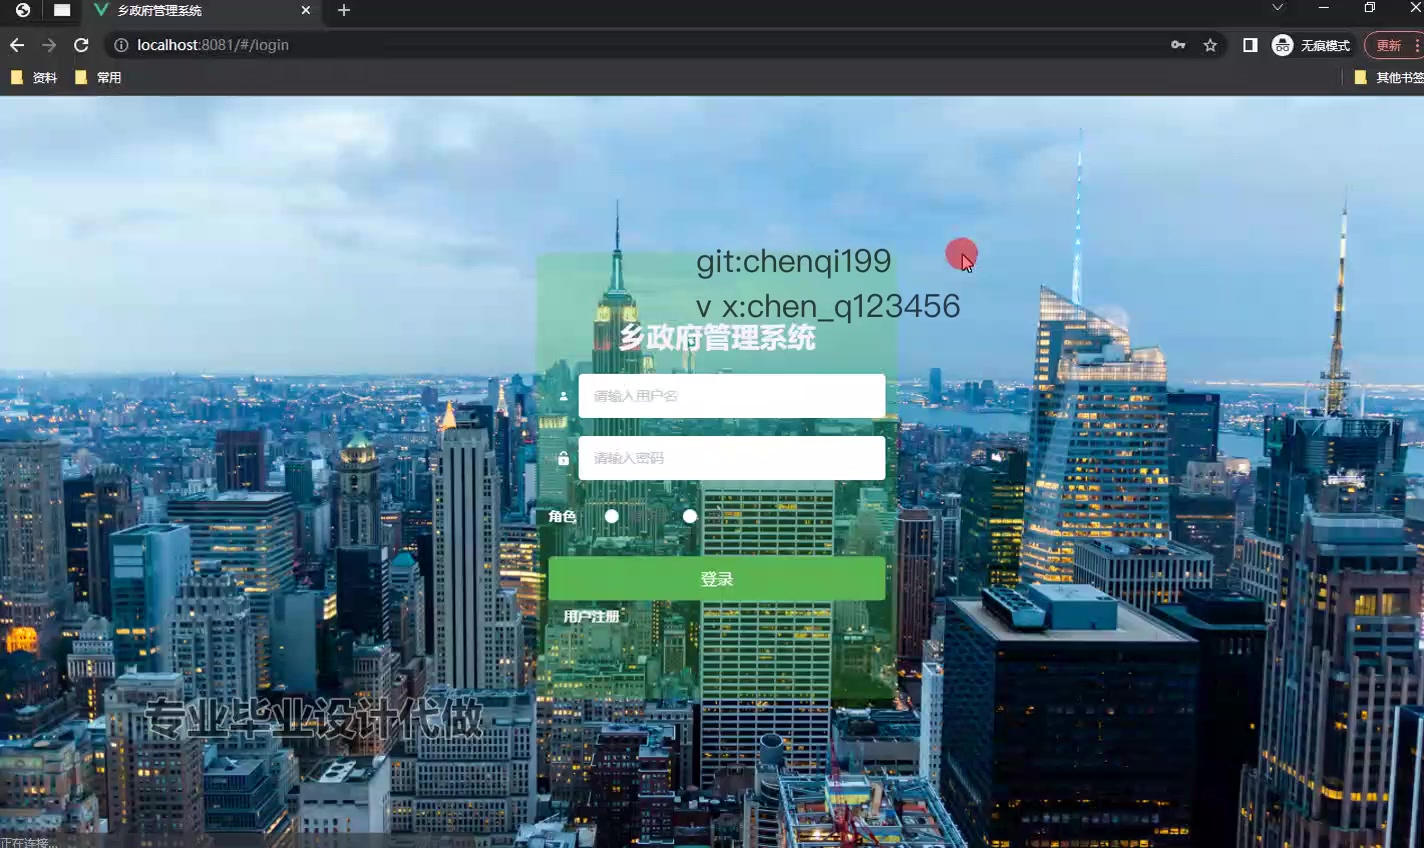 乡政府管理系统
localhost:8081/#/login
无痕模式
更新
资料
常用
其他书签
git:chenqi199
v x:chen_q123456
乡政府管理系统
请输入用户名
请输入密码
角色
登录
用户注册
专业毕业设计代做
正在连接...